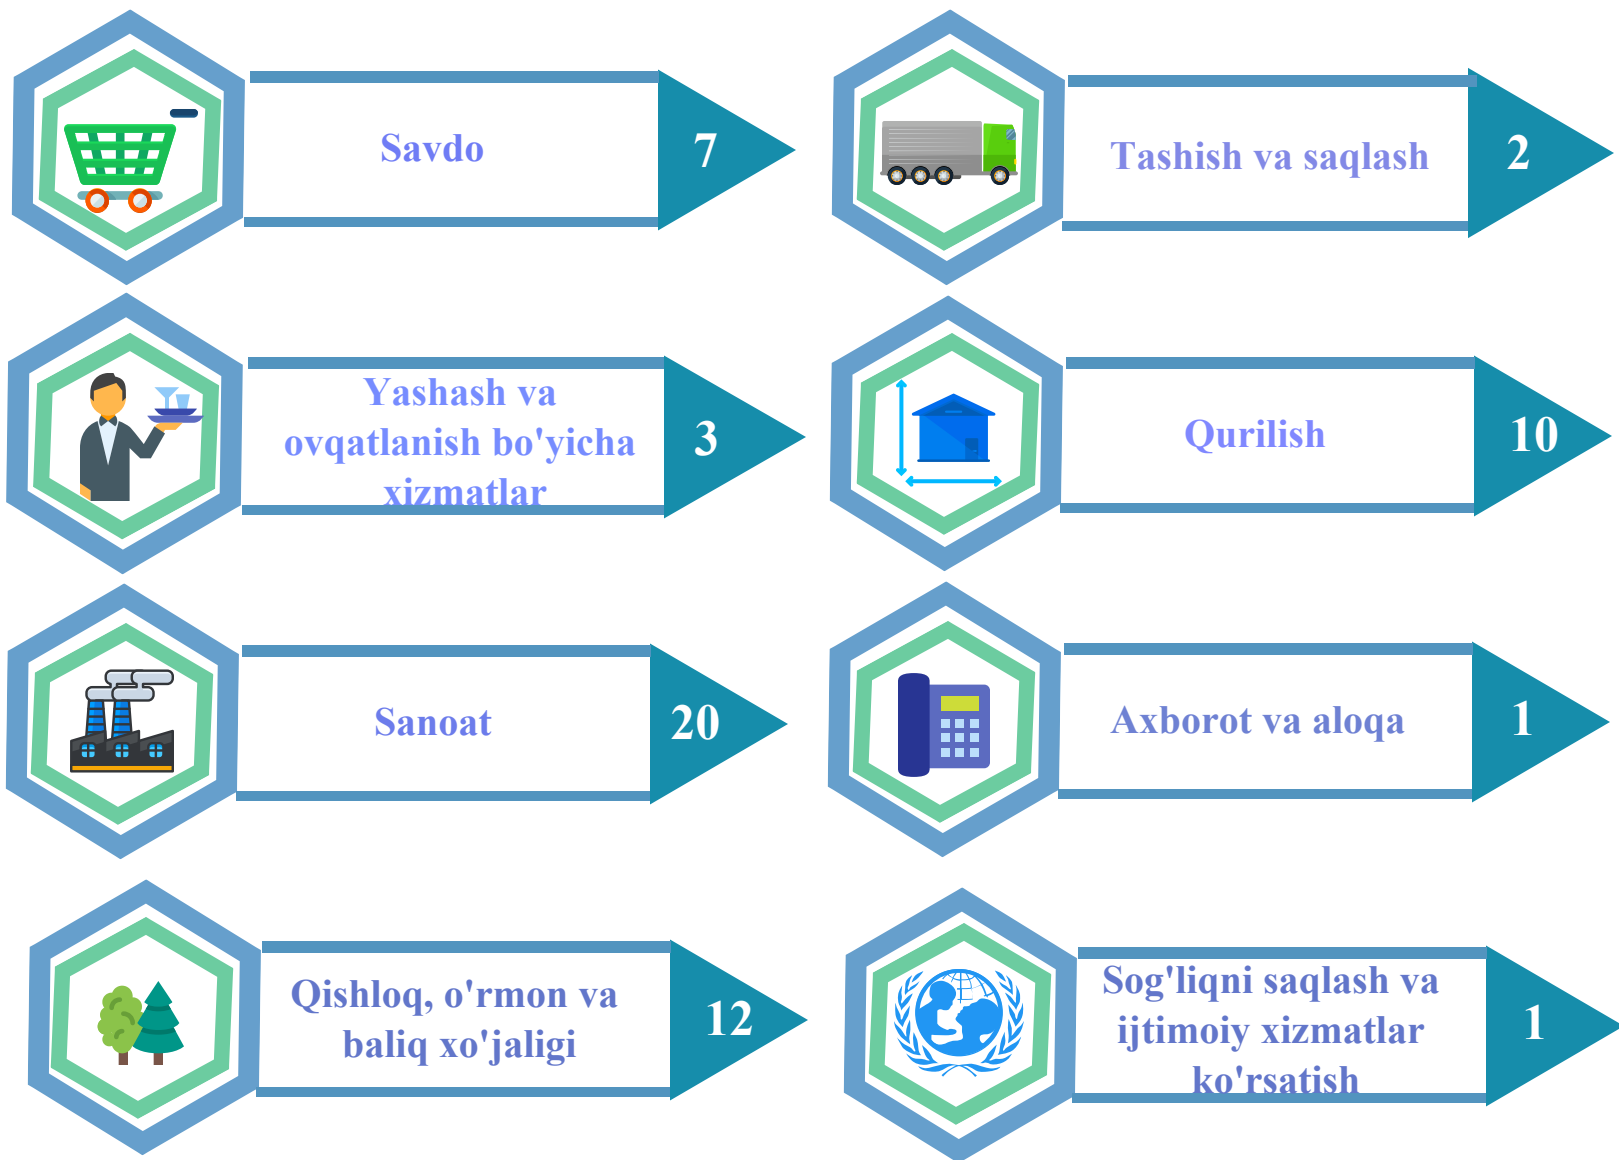 Savdo
7
Tashish va saqlash
2
Yashash va
ovqatlanish bo'yicha
xizmatlar
3
Qurilish
10
Sanoat
20
Axborot va aloqa
1
Qishloq, o'rmon va
baliq xo'jaligi
12
Sog'liqni saqlash va
ijtimoiy xizmatlar
ko'rsatish
1